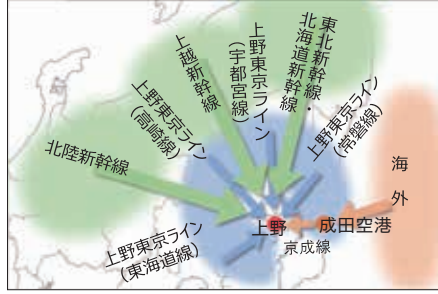 東北新幹線
北海道新幹線
上野東京ライン
(宇都宮線)
上越新幹線
上野東京ライン
(高崎線)
上野東京ライン
(常磐線)
北陸新幹線
海外
上野
成田空港
京成線
上野東京ライン
(東海道線)